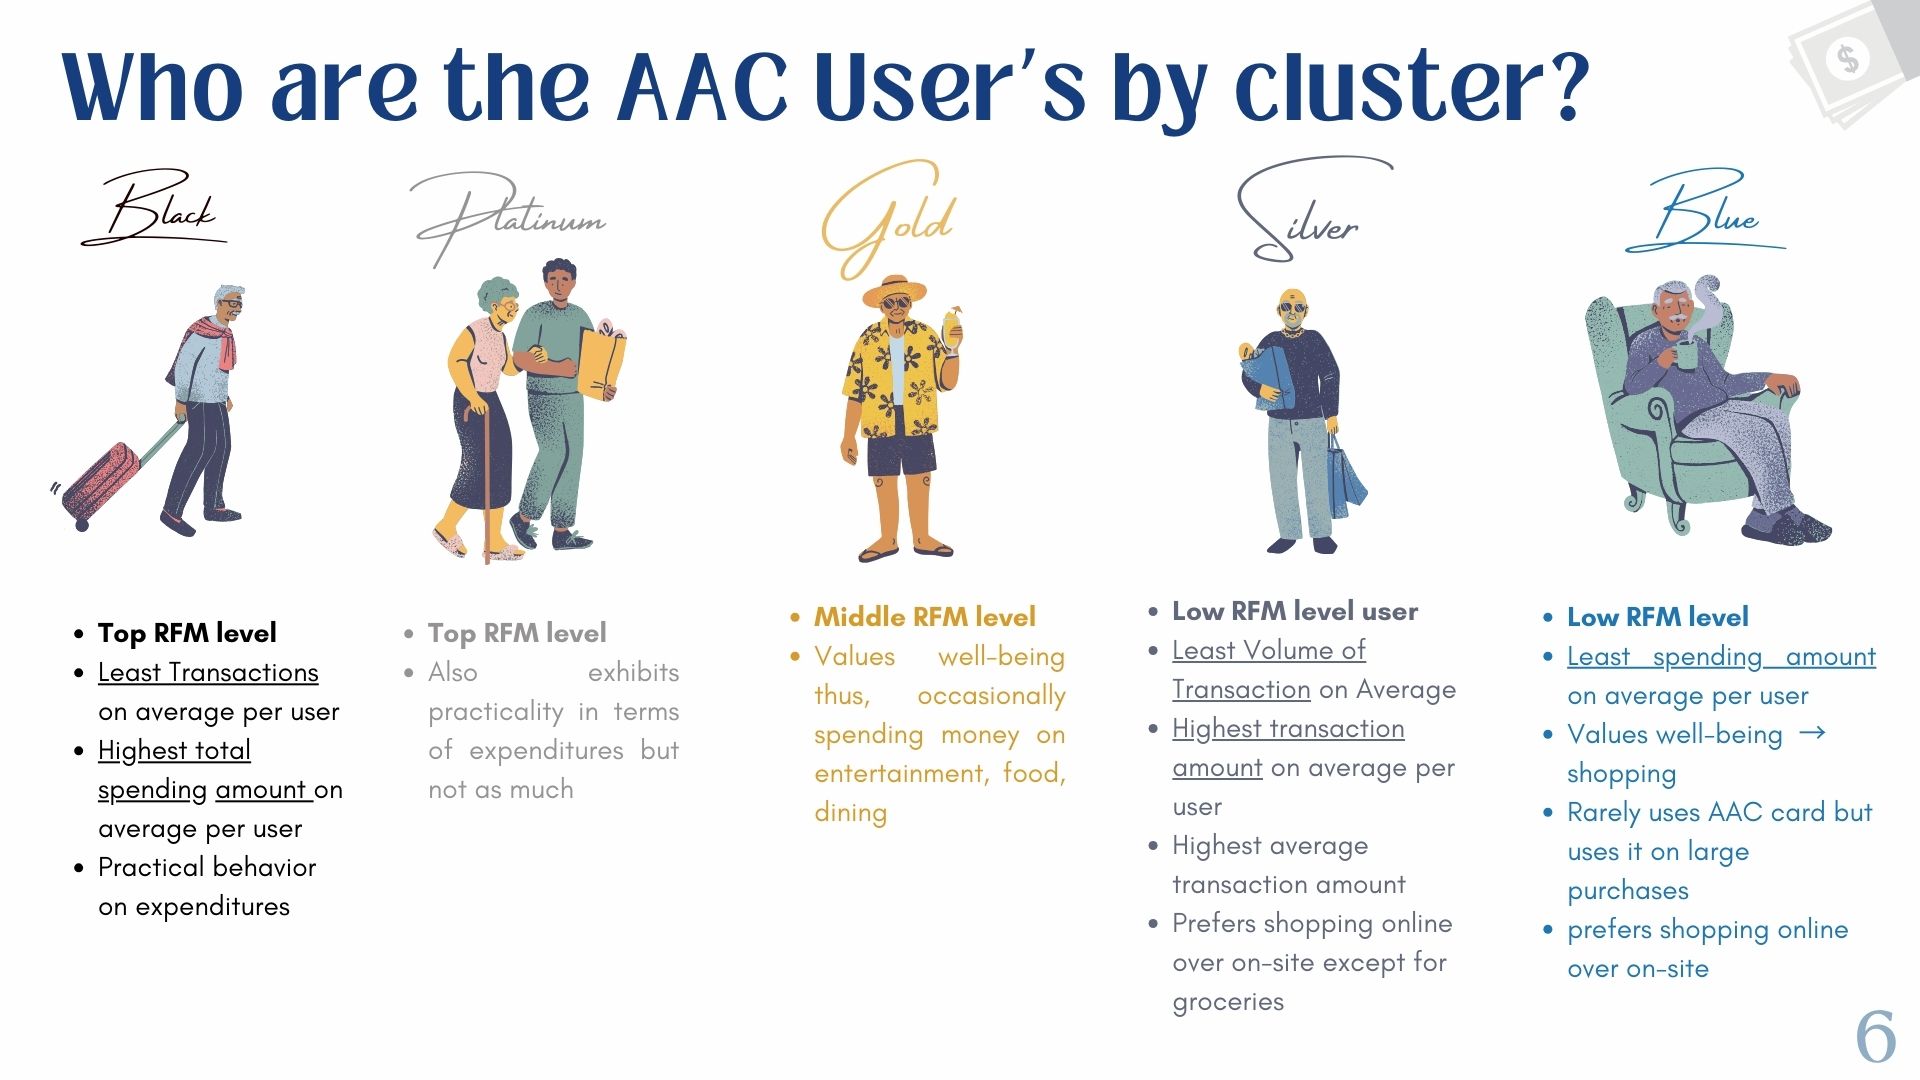 Who are the AAC User's by cluster?
$
Black
Platinum
Gold
Silver
Blue
• Top RFM level
• Least Transactions
on average per user
• Highest total
spending amount on
average per user
• Practical behavior
on expenditures
• Top RFM level
• Also exhibits
practicality in terms
of expenditures but
not as much
• Middle RFM level
• Values well-being
thus, occasionally
spending money on
entertainment, food,
dining
• Low RFM level user
• Least Volume of
Transaction on Average
• Highest transaction
amount on average per
user
• Highest average
transaction amount
• Prefers shopping online
over on-site except for
groceries
• Low RFM level
• Least spending amount
on average per user
• Values well-being →
shopping
• Rarely uses AAC card but
uses it on large
purchases
• prefers shopping online
over on-site
6